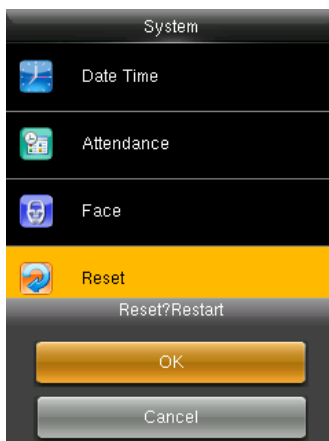 System
Date Time
Attendance
Face
Reset
Reset?Restart
OK
Cancel